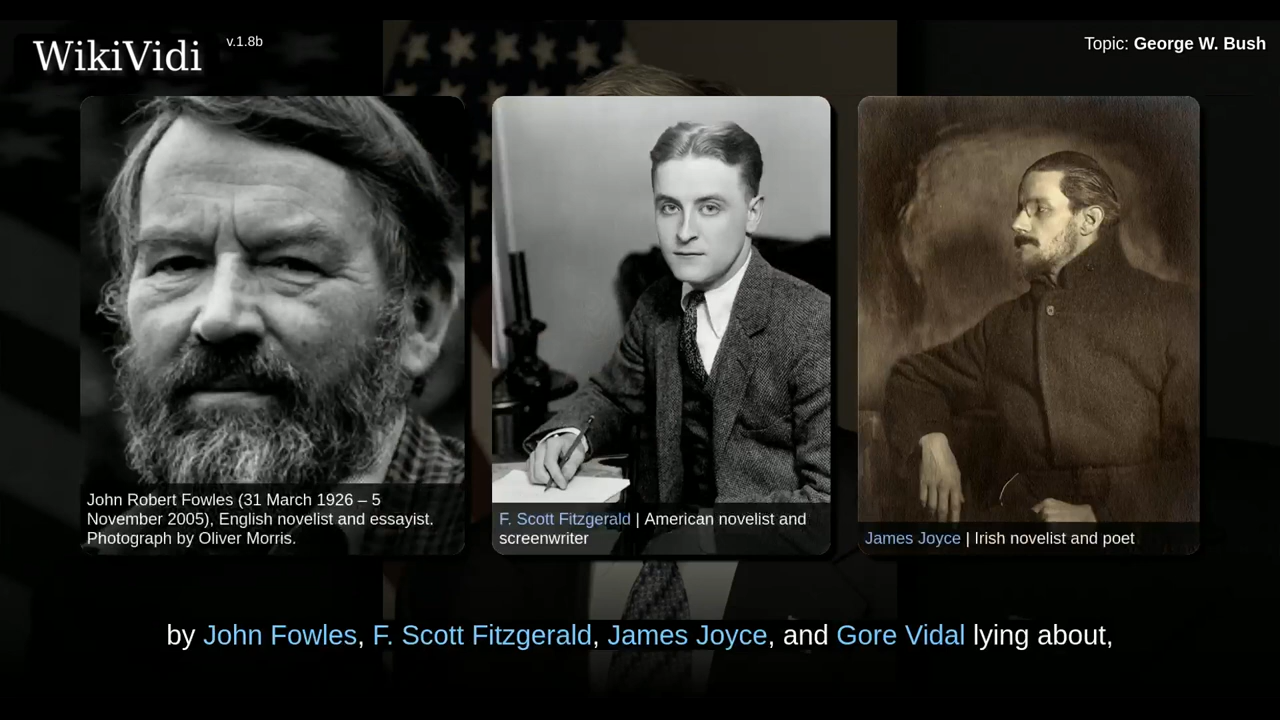 WikiVidi
v.1.8b
Topic: George W. Bush
John Robert Fowles (31 March 1926 – 5
November 2005), English novelist and essayist.
Photograph by Oliver Morris.
F. Scott Fitzgerald | American novelist and
screenwriter
James Joyce | Irish novelist and poet
by John Fowles, F. Scott Fitzgerald, James Joyce, and Gore Vidal lying about,